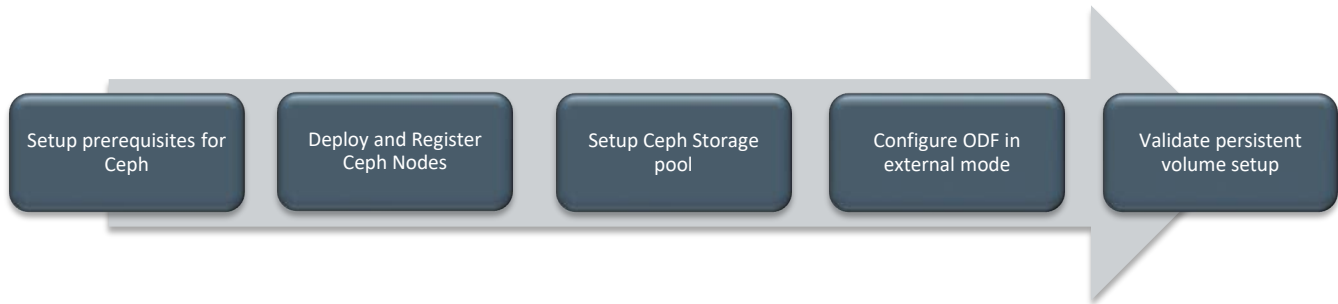 Setup prerequisites for
Ceph
Deploy and Register
Ceph Nodes
Setup Ceph Storage
pool
Configure ODF in
external mode
Validate persistent
volume setup